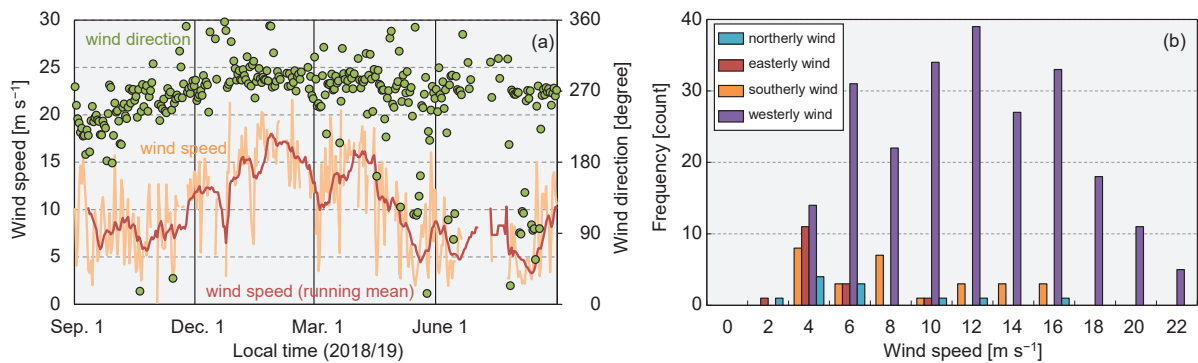 30
25
20
15
10
5
0
Wind speed [m s⁻¹]
wind direction
(a)
wind speed
wind speed (running mean)
360
270
180
90
0
Wind direction [degree]
Sep. 1 Dec. 1 Mar. 1 June 1
Local time (2018/19)
40
30
20
10
0
Frequency [count]
northerly wind
easterly wind
southerly wind
westerly wind
(b)
0 2 4 6 8 10 12 14 16 18 20 22
Wind speed [m s⁻¹]